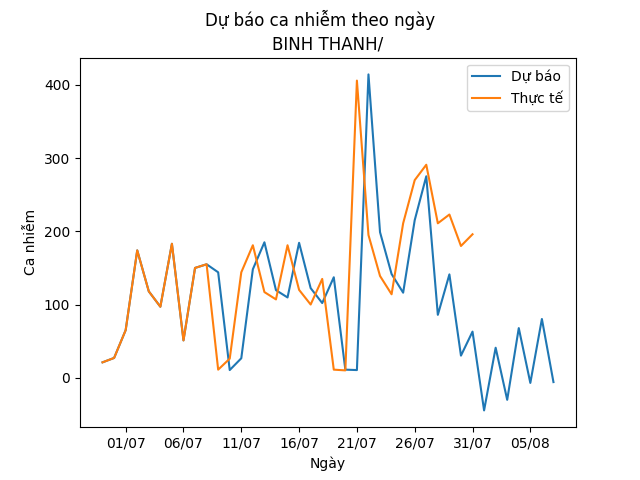 Dự báo ca nhiễm theo ngày
BINH THANH/
Dự báo
Thực tế
Ca nhiễm
400
300
200
100
0
01/07 06/07 11/07 16/07 21/07 26/07 31/07 05/08
Ngày